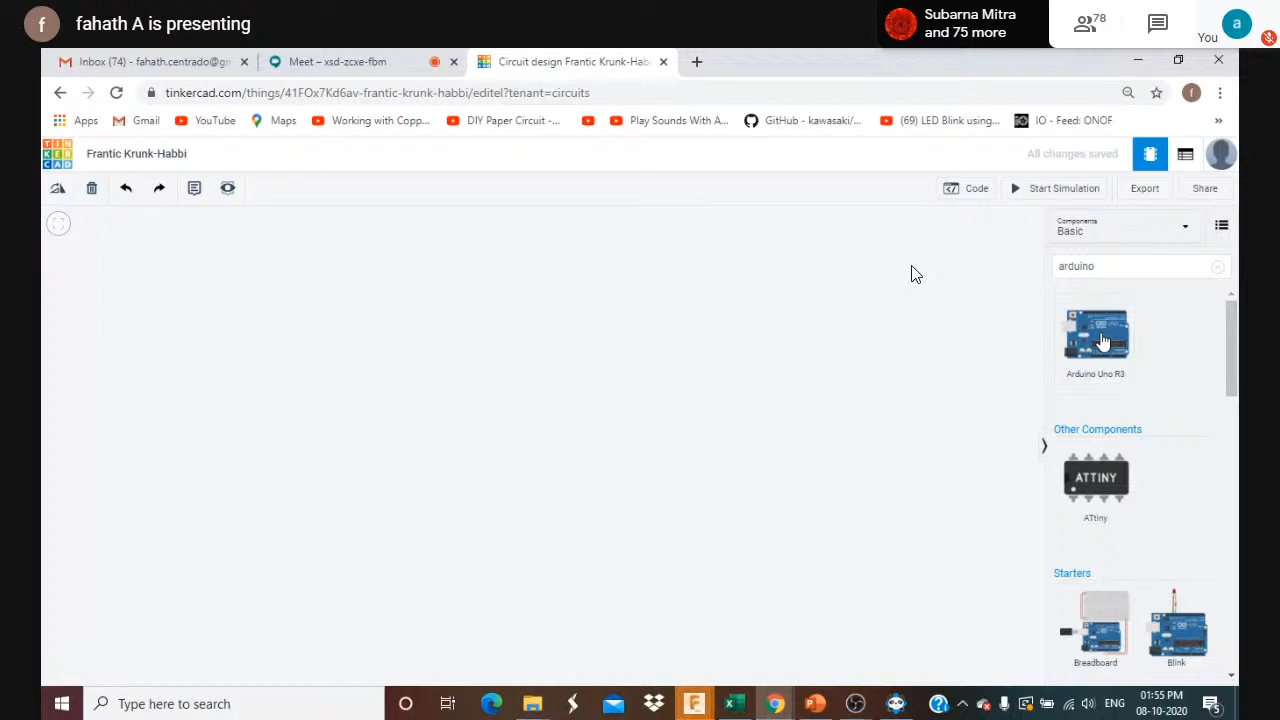 f
fahath A is presenting
Subarna Mitra
and 75 more
78
You
a
Inbox (74) - fahath.centrado@gm
Meet – xsd-zcxe-fbm
Circuit design Frantic Krunk-Habb
tinkercad.com/things/41FOx7Kd6av-frantic-krunk-habbi/editel?tenant=circuits
f
Apps
Gmail
YouTube
Maps
Working with Copp...
DIY Paper Circuit -...
Play Sounds With A...
GitHub - kawasaki/...
(69) LED Blink using...
IO - Feed: ONOF
TINKERCAD
Frantic Krunk-Habbi
All changes saved
Code
Start Simulation
Export
Share
Components
Basic
arduino
Arduino Uno R3
Other Components
ATTINY
ATtiny
Starters
Breadboard
Blink
Type here to search
ENG
01:55 PM
08-10-2020
5